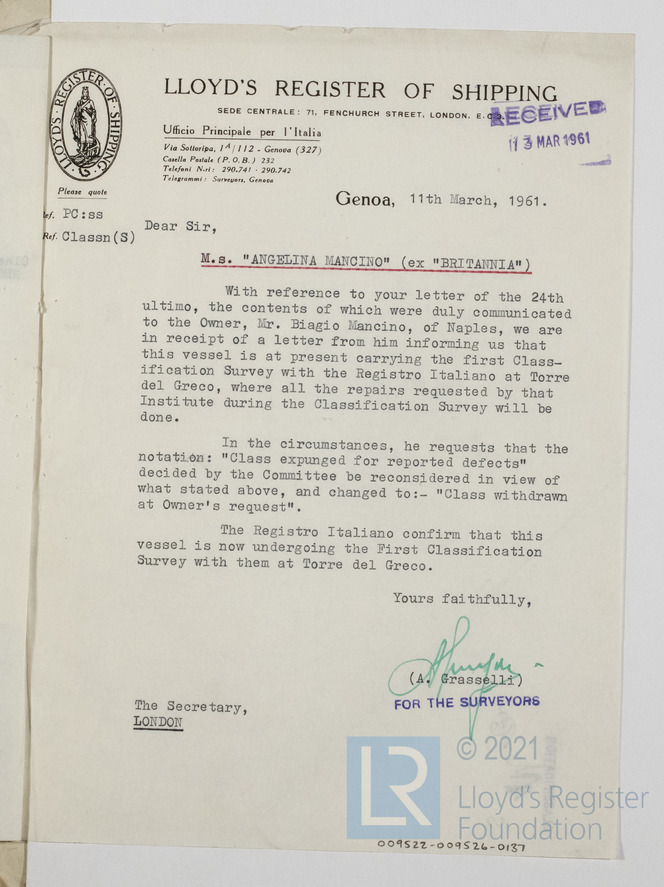 LLOYD'S REGISTER OF SHIPPING
LLOYD'S REGISTER OF SHIPPING
SEDE CENTRALE: 71, FENCHURCH STREET, LONDON, E.C.3.
RECEIVED
13 MAR 1961
Ufficio Principale per l'Italia
Via Sottoripa, 1A/112 - Genova (327)
Casella Postale (P.O.B.) 232
Telefoni N.ri: 290.741 - 290.742
Telegrammi: Surveyors, Genova
Please quote
Genoa, 11th March, 1961.
Ref. PC:ss
Ref. Classn(S)
Dear Sir,
M.s. "ANGELINA MANCINO" (ex "BRITANNIA")
With reference to your letter of the 24th
ultimo, the contents of which were duly communicated
to the Owner, Mr. Biagio Mancino, of Naples, we are
in receipt of a letter from him informing us that
this vessel is at present carrying the first Class-
ification Survey with the Registro Italiano at Torre
del Greco, where all the repairs requested by that
Institute during the Classification Survey will be
done.
In the circumstances, he requests that the
notation: "Class expunged for reported defects"
decided by the Committee be reconsidered in view of
what stated above, and changed to:- "Class withdrawn
at Owner's request".
The Registro Italiano confirm that this
vessel is now undergoing the First Classification
Survey with them at Torre del Greco.
Yours faithfully,
(A. Grasselli)
FOR THE SURVEYORS
The Secretary,
LONDON
LR
© 2021
Lloyd's Register
Foundation
009522-009526-0137